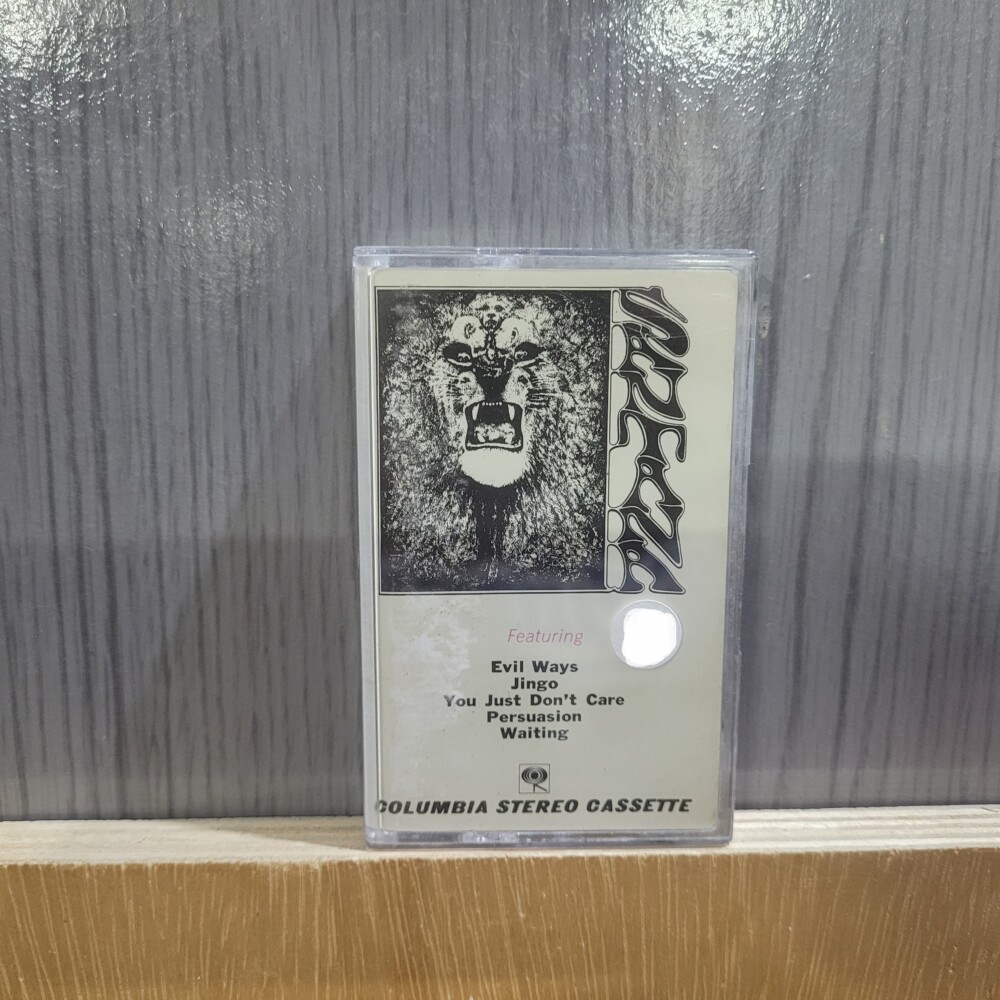 Santana
Featuring
Evil Ways
Jingo
You Just Don't Care
Persuasion
Waiting
COLUMBIA STEREO CASSETTE